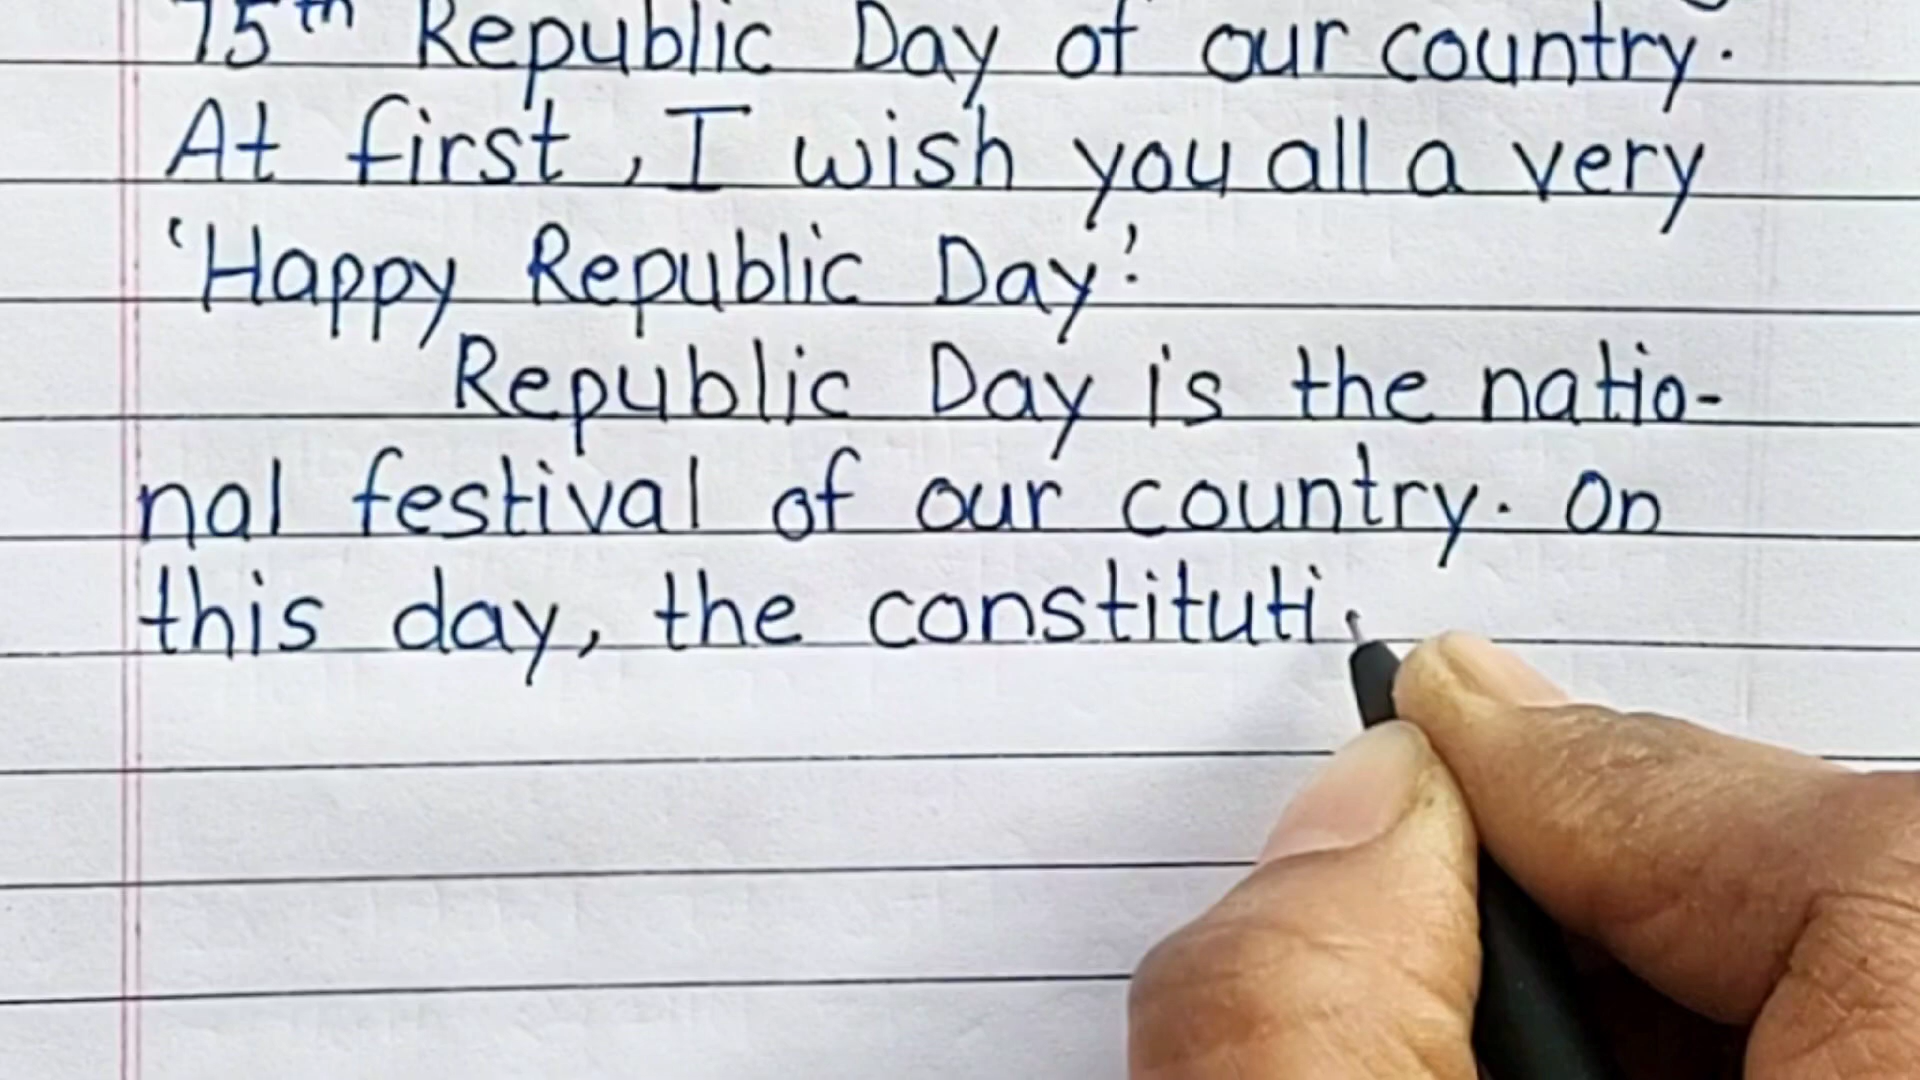 75th Republic Day of our country.
At first, I wish you all a very
'Happy Republic Day'.
Republic Day is the natio-
nal festival of our country. On
this day, the constituti